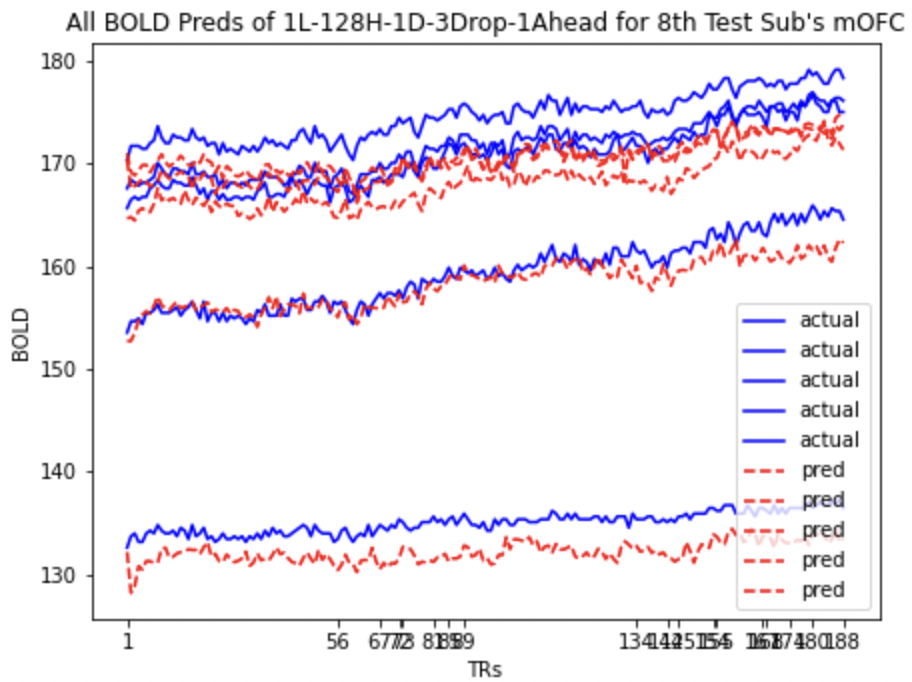 All BOLD Preds of 1L-128H-1D-3Drop-1Ahead for 8th Test Sub's mOFC
180
170
160
150
140
130
BOLD
actual
actual
actual
actual
actual
pred
pred
pred
pred
pred
1 56 134 188
TRs